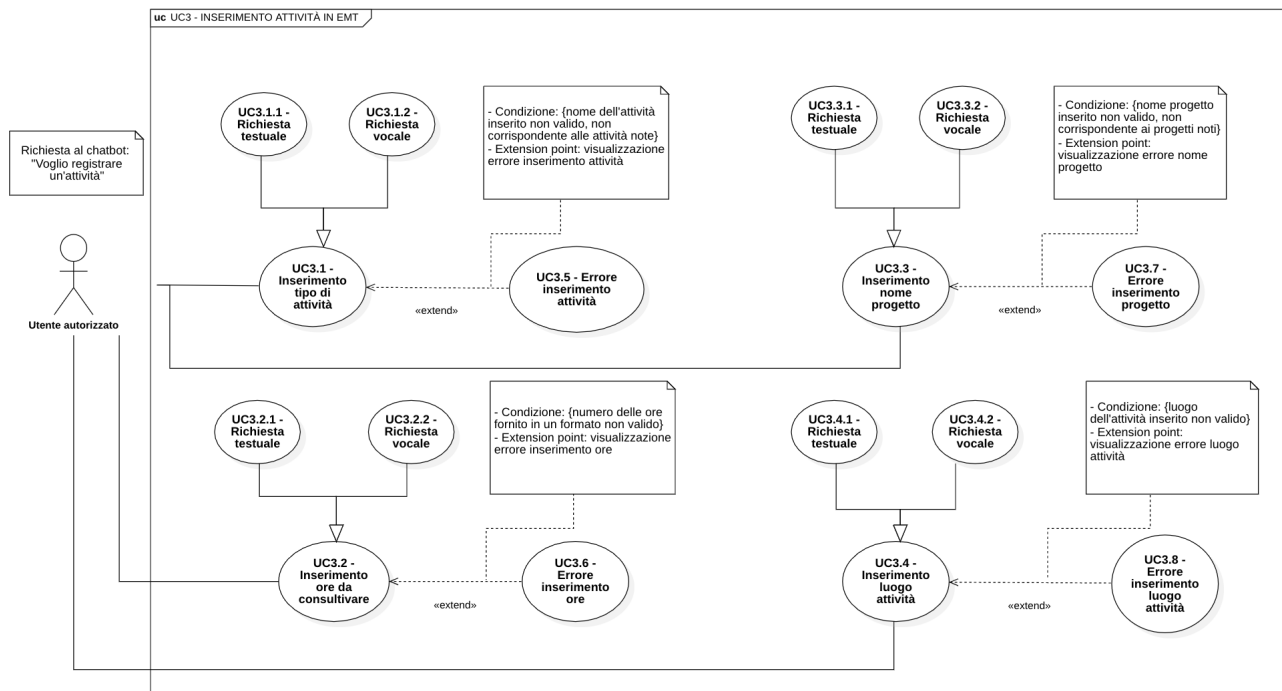 uc UC3 - INSERIMENTO ATTIVITÀ IN EMT
Richiesta al chatbot:
"Voglio registrare
un'attività"
Utente autorizzato
UC3.1.1 -
Richiesta
testuale
UC3.1.2 -
Richiesta
vocale
- Condizione: {nome dell'attività
inserito non valido, non
corrispondente alle attività note}
- Extension point: visualizzazione
errore inserimento attività
UC3.1 -
Inserimento
tipo di
attività
«extend»
UC3.5 - Errore
inserimento
attività
UC3.3.1 -
Richiesta
testuale
UC3.3.2 -
Richiesta
vocale
- Condizione: {nome progetto
inserito non valido, non
corrispondente ai progetti noti}
- Extension point:
visualizzazione errore nome
progetto
UC3.3 -
Inserimento
nome
progetto
«extend»
UC3.7 -
Errore
inserimento
progetto
UC3.2.1 -
Richiesta
testuale
UC3.2.2 -
Richiesta
vocale
- Condizione: {numero delle ore
fornito in un formato non valido}
- Extension point: visualizzazione
errore inserimento ore
UC3.2 -
Inserimento
ore da
consultivare
«extend»
UC3.6 -
Errore
inserimento
ore
UC3.4.1 -
Richiesta
testuale
UC3.4.2 -
Richiesta
vocale
- Condizione: {luogo
dell'attività inserito non valido}
- Extension point:
visualizzazione errore luogo
attività
UC3.4 -
Inserimento
luogo
attività
«extend»
UC3.8 -
Errore
inserimento
luogo
attività